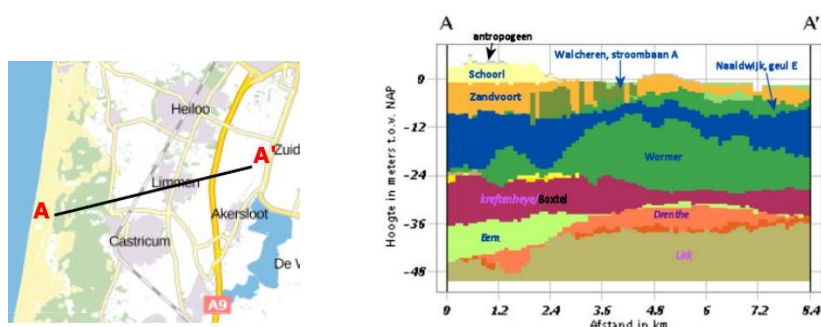 Heiloo
A'
Zuid
Limmen
A
Akersloot
Castricum
De W
A9
A
A'
antropogeen
Walcheren, stroombaan A
Naaldwijk, geul E
Schoorl
Zandvoort
Wormer
kreftenheye/Boxtel
Drenthe
Eem
Urk
Hoogte in meters t.o.v. NAP
0
-12
-24
-36
-48
0
1.2
2.4
3.6
4.8
6
7.2
8.4
Afstand in km